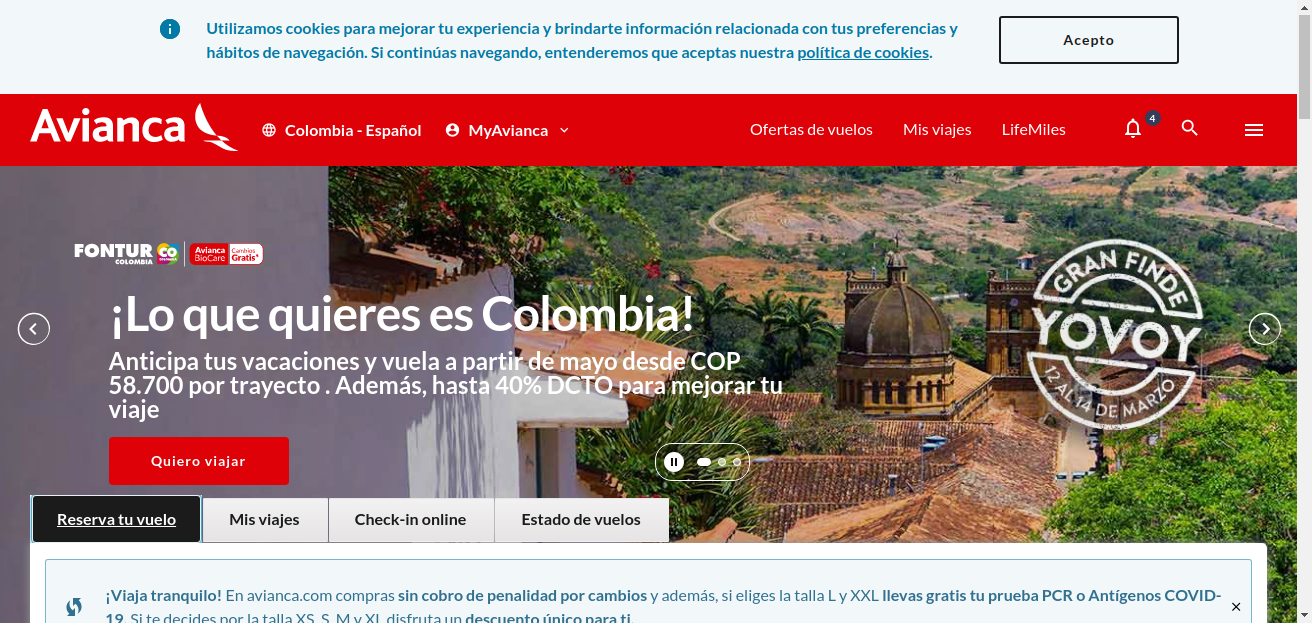 Utilizamos cookies para mejorar tu experiencia y brindarte información relacionada con tus preferencias y
hábitos de navegación. Si continúas navegando, entenderemos que aceptas nuestra política de cookies.
Acepto
Avianca
Colombia - Español
MyAvianca
Ofertas de vuelos
Mis viajes
LifeMiles
4
FONTUR
COLOMBIA
CO
Avianca
BioCare
Cambios
Gratis*
¡Lo que quieres es Colombia!
Anticipa tus vacaciones y vuela a partir de mayo desde COP
58.700 por trayecto . Además, hasta 40% DCTO para mejorar tu
viaje
Quiero viajar
GRAN FINDE
YOVOY
12 AL 14 DE MARZO
Reserva tu vuelo
Mis viajes
Check-in online
Estado de vuelos
¡Viaja tranquilo! En avianca.com compras sin cobro de penalidad por cambios y además, si eliges la talla L y XXL llevas gratis tu prueba PCR o Antígenos COVID-
19. Si te decides por la talla XS, S, M y XL disfruta un descuento único para ti.